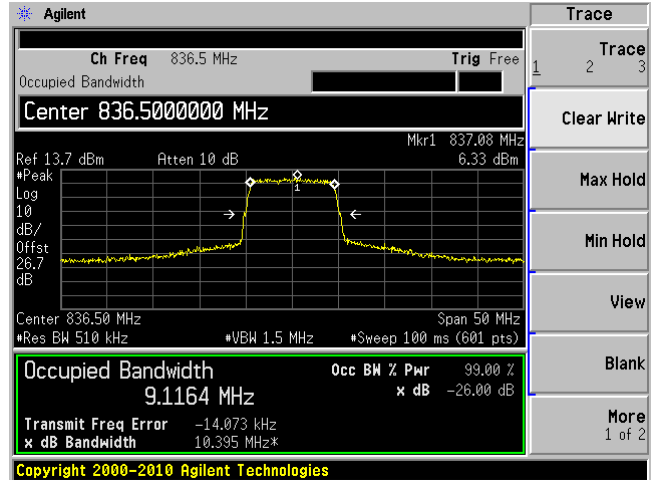 Agilent
Trace
Ch Freq 836.5 MHz Trig Free
Occupied Bandwidth
Center 836.5000000 MHz
Mkr1 837.08 MHz
Ref 13.7 dBm Atten 10 dB 6.33 dBm
#Peak
Log
10
dB/
Offst
26.7
dB
1
Center 836.50 MHz Span 50 MHz
#Res BW 510 kHz #VBW 1.5 MHz #Sweep 100 ms (601 pts)
Occupied Bandwidth Occ BW % Pwr 99.00 %
9.1164 MHz x dB -26.00 dB
Transmit Freq Error -14.073 kHz
x dB Bandwidth 10.395 MHz*
Trace
1 2 3
Clear Write
Max Hold
Min Hold
View
Blank
More
1 of 2
Copyright 2000-2010 Agilent Technologies